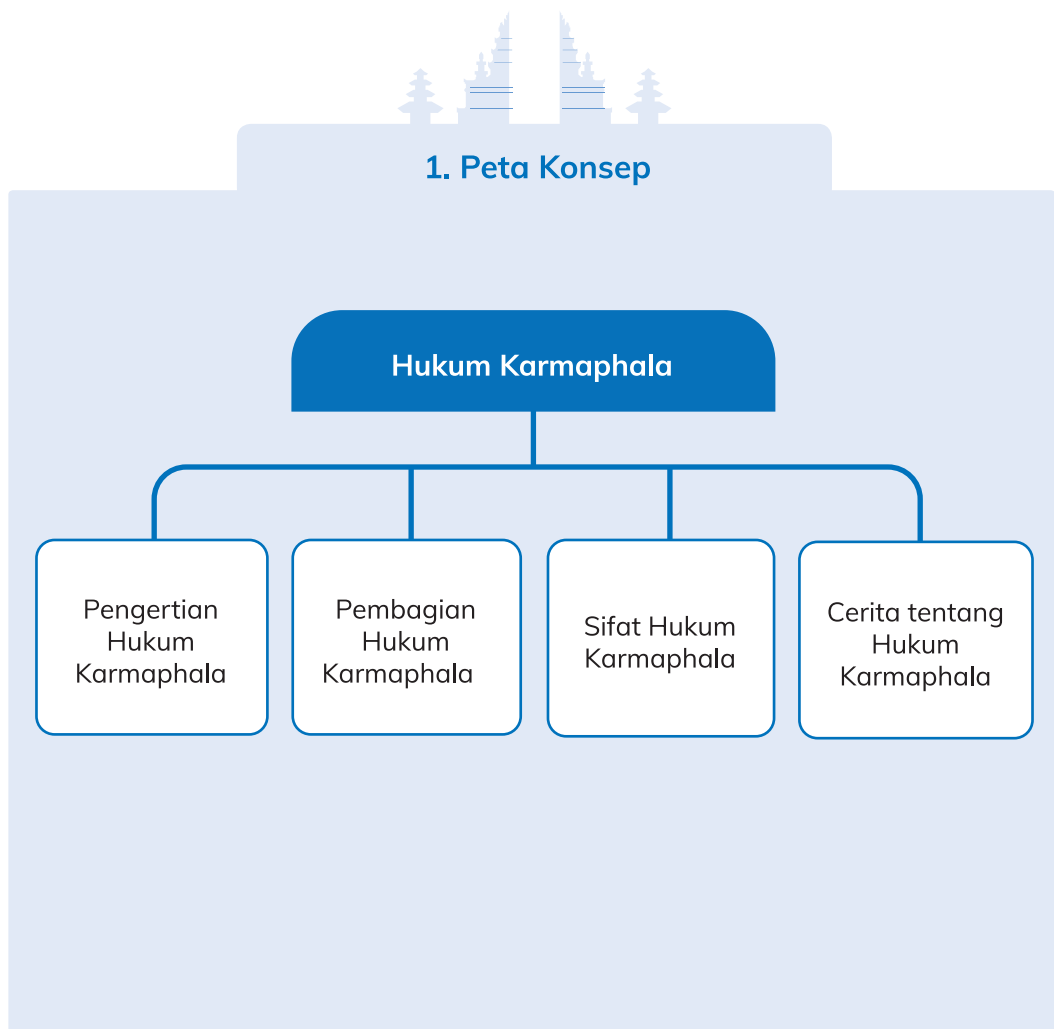 1. Peta Konsep
Hukum Karmaphala
Pengertian
Hukum
Karmaphala
Pembagian
Hukum
Karmaphala
Sifat Hukum
Karmaphala
Cerita tentang
Hukum
Karmaphala